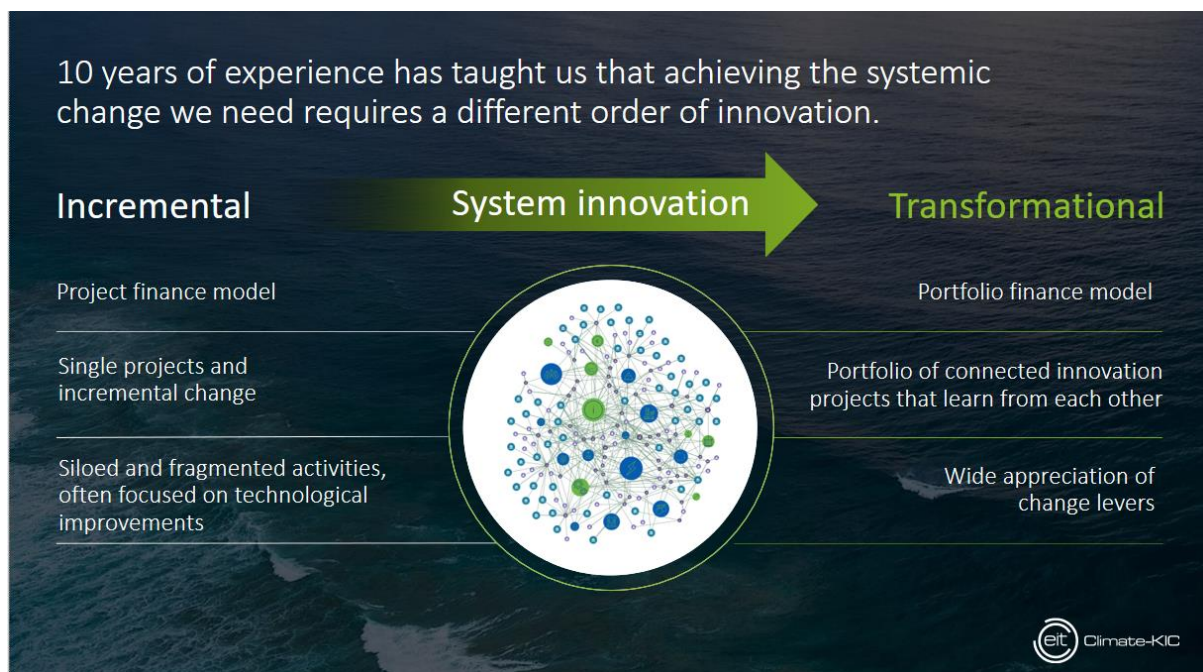 10 years of experience has taught us that achieving the systemic
change we need requires a different order of innovation.
Incremental
System innovation
Transformational
Project finance model
Portfolio finance model
Single projects and
incremental change
Portfolio of connected innovation
projects that learn from each other
Siloed and fragmented activities,
often focused on technological
improvements
Wide appreciation of
change levers
eit Climate-KIC